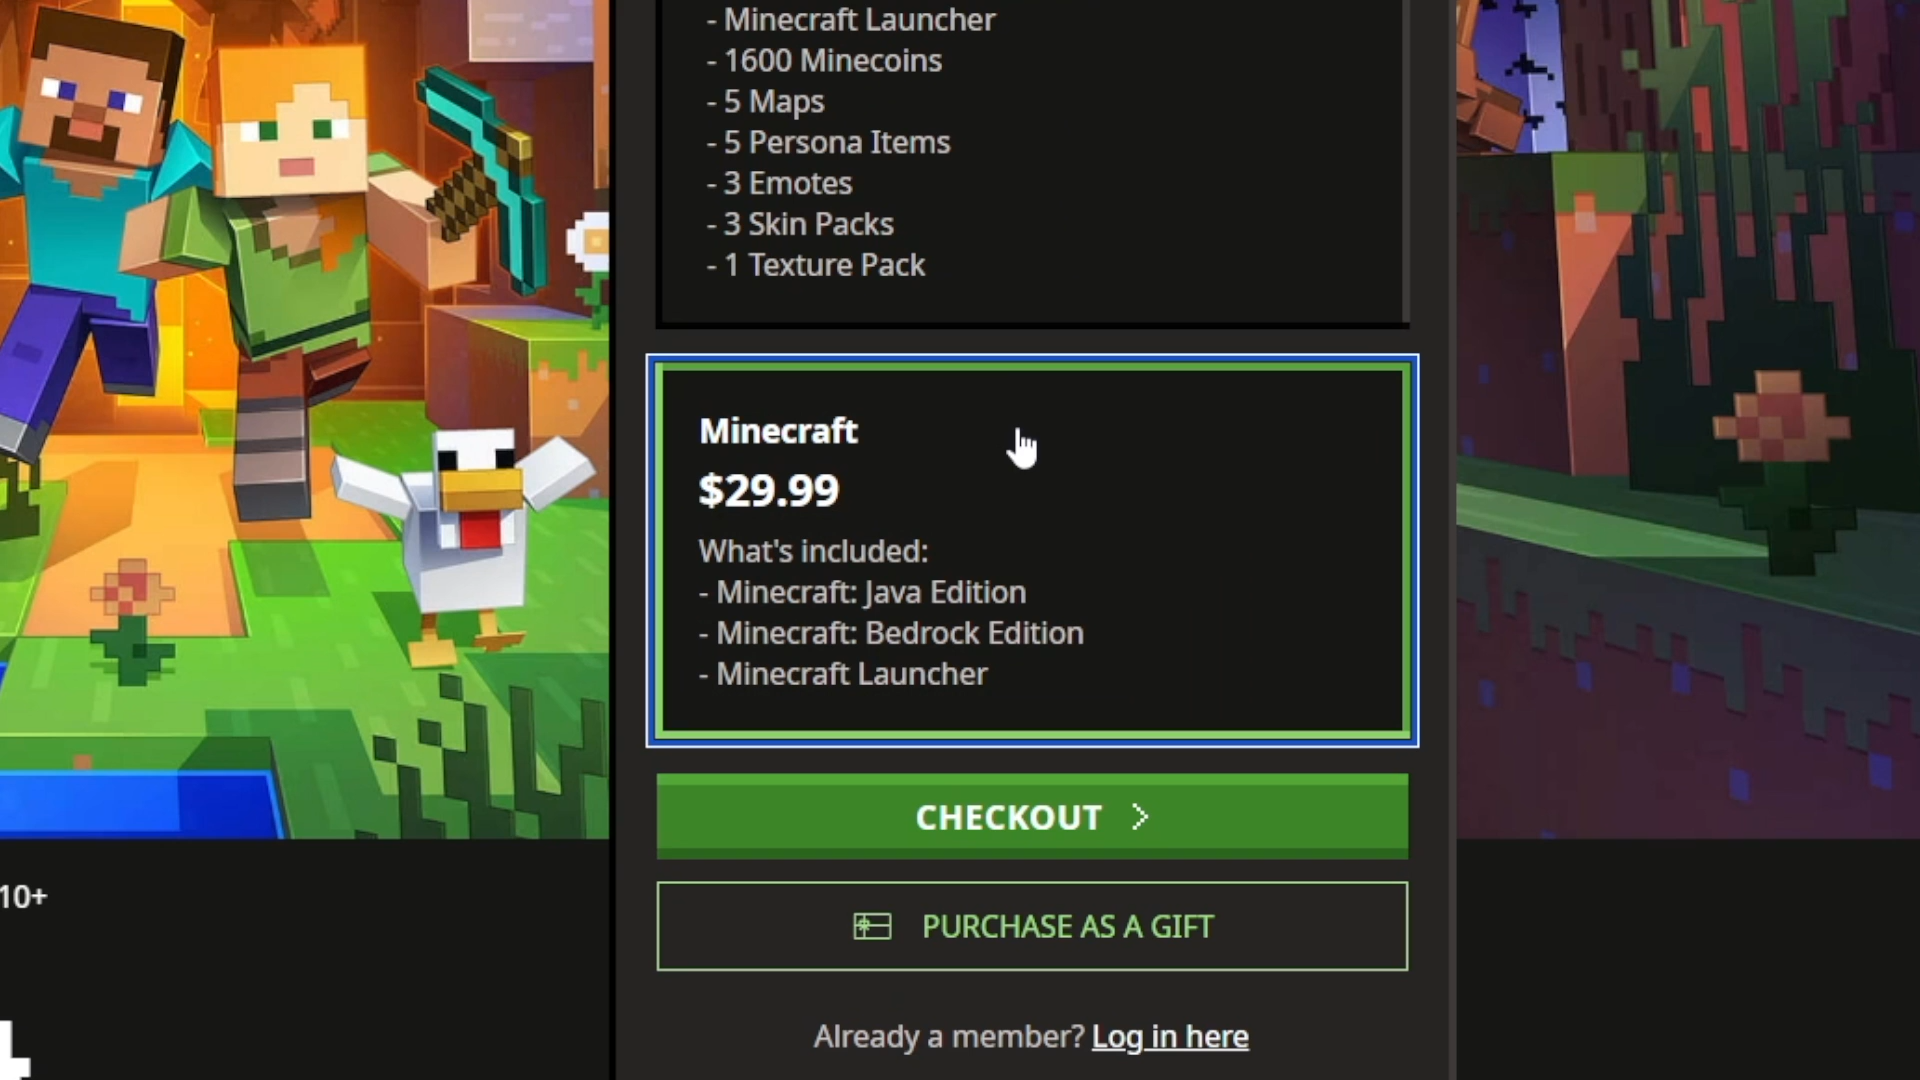 - Minecraft Launcher
- 1600 Minecoins
- 5 Maps
- 5 Persona Items
- 3 Emotes
- 3 Skin Packs
- 1 Texture Pack
Minecraft
$29.99
What's included:
- Minecraft: Java Edition
- Minecraft: Bedrock Edition
- Minecraft Launcher
CHECKOUT
PURCHASE AS A GIFT
10+
Already a member? Log in here